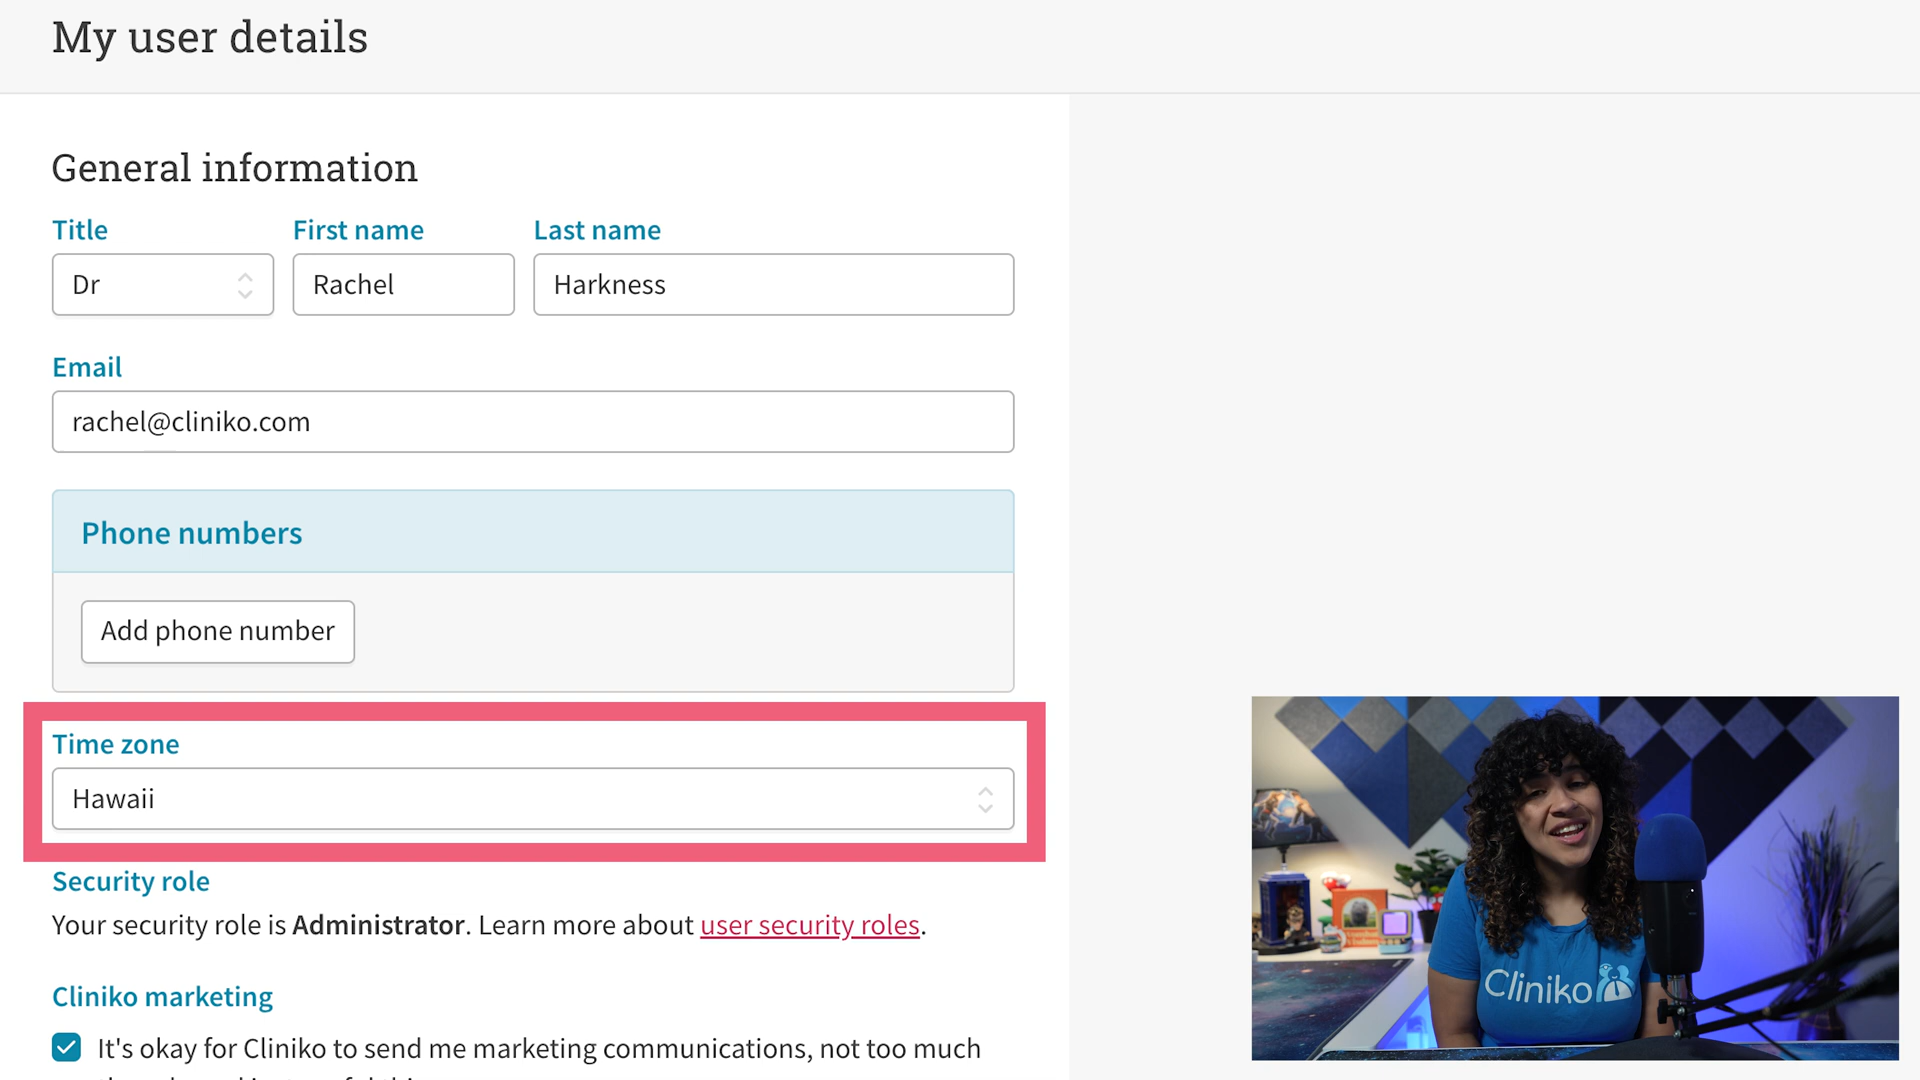 My user details
General information
Title First name Last name
Dr Rachel Harkness
Email
rachel@cliniko.com
Phone numbers
Add phone number
Time zone
Hawaii
Security role
Your security role is Administrator. Learn more about user security roles.
Cliniko marketing
It's okay for Cliniko to send me marketing communications, not too much
Cliniko